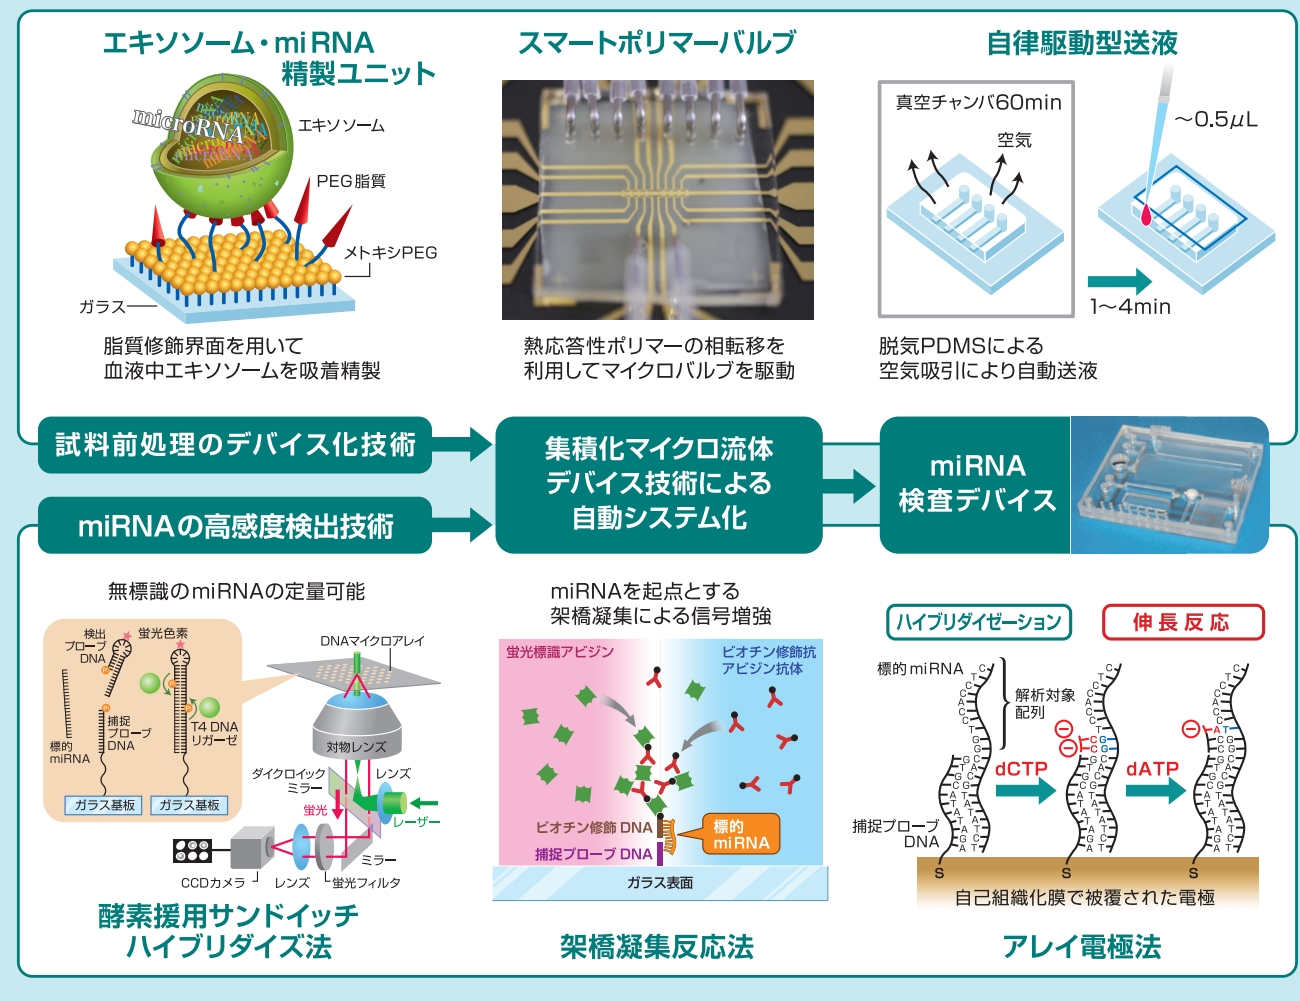 エキソソーム・miRNA
精製ユニット
microRNA
エキソソーム
PEG脂質
メトキシPEG
ガラス
脂質修飾界面を用いて
血液中エキソソームを吸着精製
スマートポリマーバルブ
熱応答性ポリマーの相転移を
利用してマイクロバルブを駆動
自律駆動型送液
真空チャンバ60min
空気
〜0.5μL
1〜4min
脱気PDMSによる
空気吸引により自動送液
試料前処理のデバイス化技術
miRNAの高感度検出技術
集積化マイクロ流体
デバイス技術による
自動システム化
miRNA
検査デバイス
無標識のmiRNAの定量可能
検出
プローブ
DNA
蛍光色素
P
P
P
P
捕捉
プローブ
DNA
T4 DNA
リガーゼ
標的
miRNA
ガラス基板
ガラス基板
DNAマイクロアレイ
対物レンズ
ダイクロイック
ミラー
レンズ
蛍光
レーザー
ミラー
CCDカメラ
レンズ
蛍光フィルタ
酵素援用サンドイッチ
ハイブリダイズ法
miRNAを起点とする
架橋凝集による信号増強
蛍光標識アビジン
ビオチン修飾抗
アビジン抗体
ビオチン修飾DNA
捕捉プローブDNA
標的
miRNA
ガラス表面
架橋凝集反応法
ハイブリダイゼーション
伸長反応
標的miRNA
解析対象
配列
dCTP
dATP
捕捉プローブ
DNA
S
S
S
自己組織化膜で被覆された電極
アレイ電極法